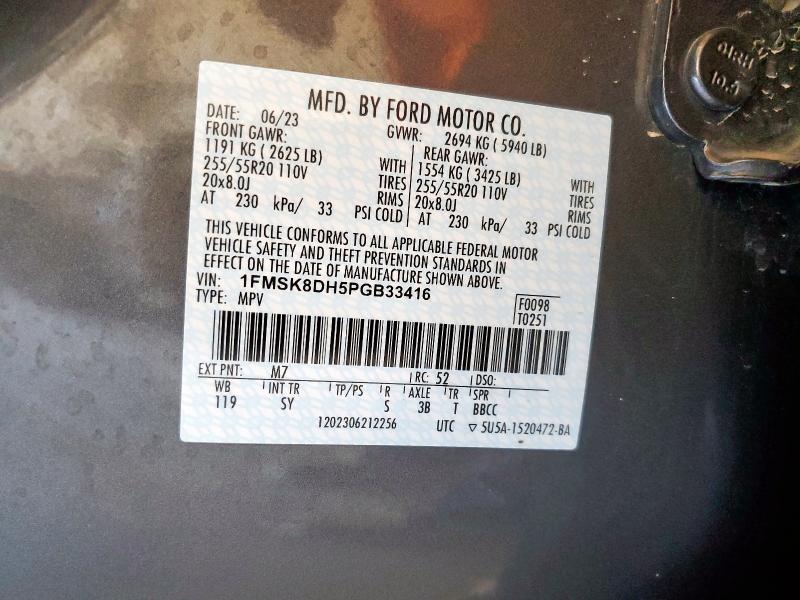 MFD. BY FORD MOTOR CO.
DATE: 06/23 GVWR: 2694 KG ( 5940 LB)
FRONT GAWR: REAR GAWR:
1191 KG ( 2625 LB) WITH 1554 KG ( 3425 LB) WITH
255/55R20 110V TIRES 255/55R20 110V TIRES
20x8.0J RIMS 20x8.0J RIMS
AT 230 kPa/ 33 PSI COLD AT 230 kPa/ 33 PSI COLD
THIS VEHICLE CONFORMS TO ALL APPLICABLE FEDERAL MOTOR
VEHICLE SAFETY AND THEFT PREVENTION STANDARDS IN
EFFECT ON THE DATE OF MANUFACTURE SHOWN ABOVE.
VIN: 1FMSK8DH5PGB33416
TYPE: MPV
F0098
T0251
EXT PNT: M7 RC: 52 DSO:
WB INT TR TP/PS R AXLE TR SPR
119 SY S 3B T BBCC
1202306212256 UTC ▽ 5U5A-1520472-BA
10.9